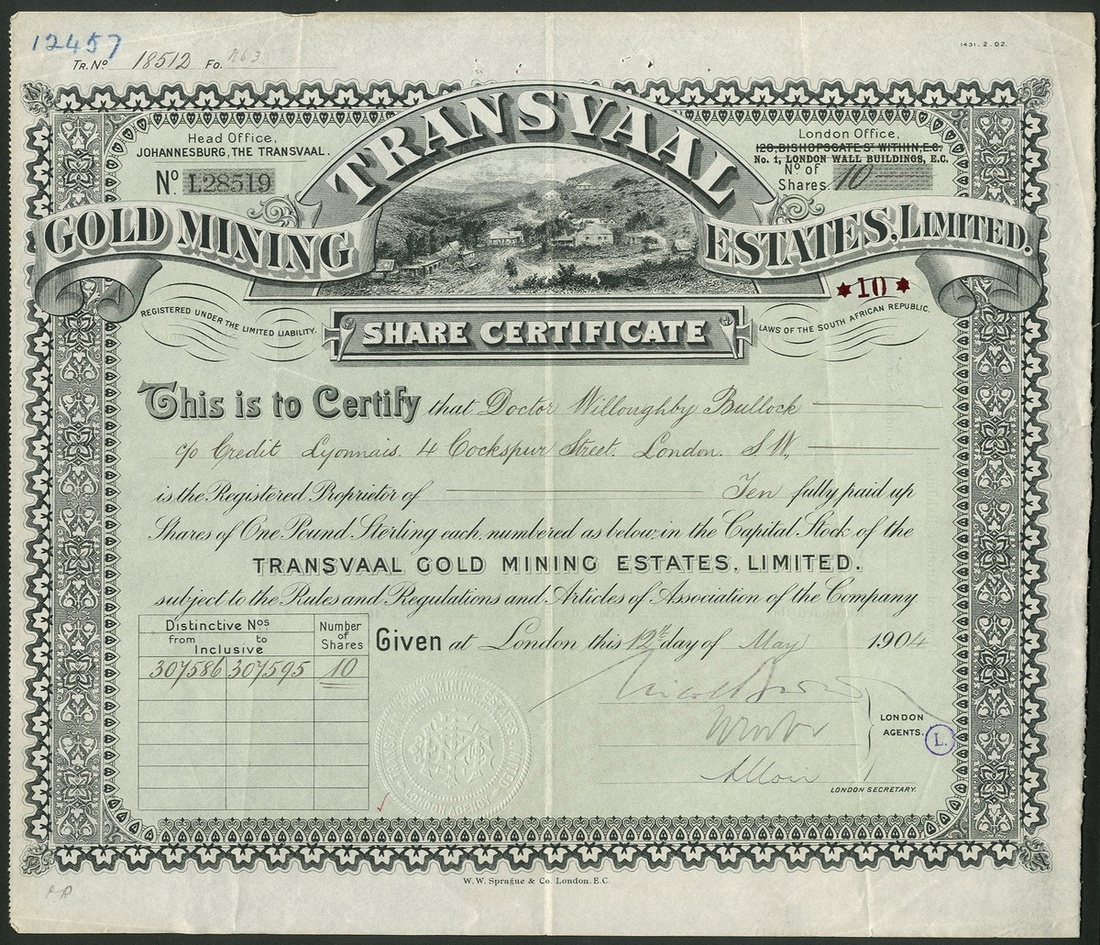 12457
1431.2.02.
TR. No. 18512 Fo. 263
Head Office,
JOHANNESBURG, THE TRANSVAAL.
No. L28519
London Office,
120, BISHOPSGATE ST WITHIN, E.C.
No. 1, LONDON WALL BUILDINGS, E.C.
No of Shares. 10
TRANSVAAL
GOLD MINING ESTATES, LIMITED.
*10*
REGISTERED UNDER THE LIMITED LIABILITY. LAWS OF THE SOUTH AFRICAN REPUBLIC.
SHARE CERTIFICATE
This is to Certify that Doctor Willoughby Bullock
c/o Credit Lyonnais. 4 Cockspur Street. London. S.W.
is the Registered Proprietor of Ten fully paid up
Shares of One Pound Sterling each, numbered as below, in the Capital Stock of the
TRANSVAAL GOLD MINING ESTATES, LIMITED.
subject to the Rules and Regulations and Articles of Association of the Company
Distinctive Nos
from to
Inclusive
Number of Shares
307586 307595 10
Given at London this 12th day of May 1904
LONDON AGENTS.
L.
LONDON SECRETARY.
TRANSVAAL GOLD MINING ESTATES LIMITED
LONDON AGENCY
W. W. Sprague & Co. London. E.C.